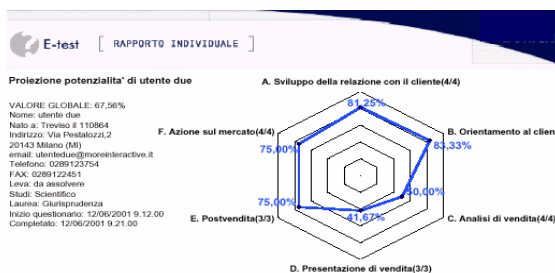 E-test [ RAPPORTO INDIVIDUALE ]
Proiezione potenzialita' di utente due
VALORE GLOBALE: 67,56%
Nome: utente due
Nato a: Treviso il 110864
Indirizzo: Via Pestalozzi,2
20143 Milano (MI)
email: utentedue@moreinteractive.it
Telefono: 0289123754
FAX: 0289122451
Leva: da assolvere
Studi: Scientifico
Laurea: Giurisprudenza
Inizio questionario: 12/06/2001 9.12.00
Completato: 12/06/2001 9.21.00
A. Sviluppo della relazione con il cliente(4/4)
81,25%
F. Azione sul mercato(4/4)
B. Orientamento al clien
75,00%
83,33%
75,00%
50,00%
E. Postvendita(3/3)
41,67%
C. Analisi di vendita(4/4)
D. Presentazione di vendita(3/3)